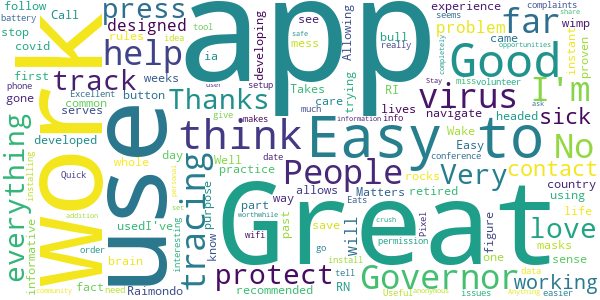 follow
battery
Call
stop
covid
press
designed
rules
tool
idea
mess
help
ia
Allowing
developing
see
app
bull
really
trying
experience
seems
problem
came
share
complaints
wimp
opportunities
instant
proven
far
Good
first
phone
gone
weeks
track
Excellent
button
safe
user
setup
Takes
care
RI
miss
volunteer
completely
I'm
common
serves
Thanks
give
much
lives
virus
Stay
ask
sick
developed
work
use
makes
information
info
navigate
headed
everything
whole
day
think
Easy to
Wake
Easy
conference
No
Well
practice
date
People
Very
contact
Quick
tracing
allows
Matters
rocks
retired
country
using
informative
installing
usedI've
purpose
part
way
past
Great
will
save
Eats
figure
one
life
love
masks
sense
personal
know
worthwhile
crush
Pixel
order
interesting
wifi
go
permission
Governor
working
fact
addition
set
protect
install
tell
data
need
brain
community
Raimondo
recommended
RN
Useful
anonymous
issues
anything
easier